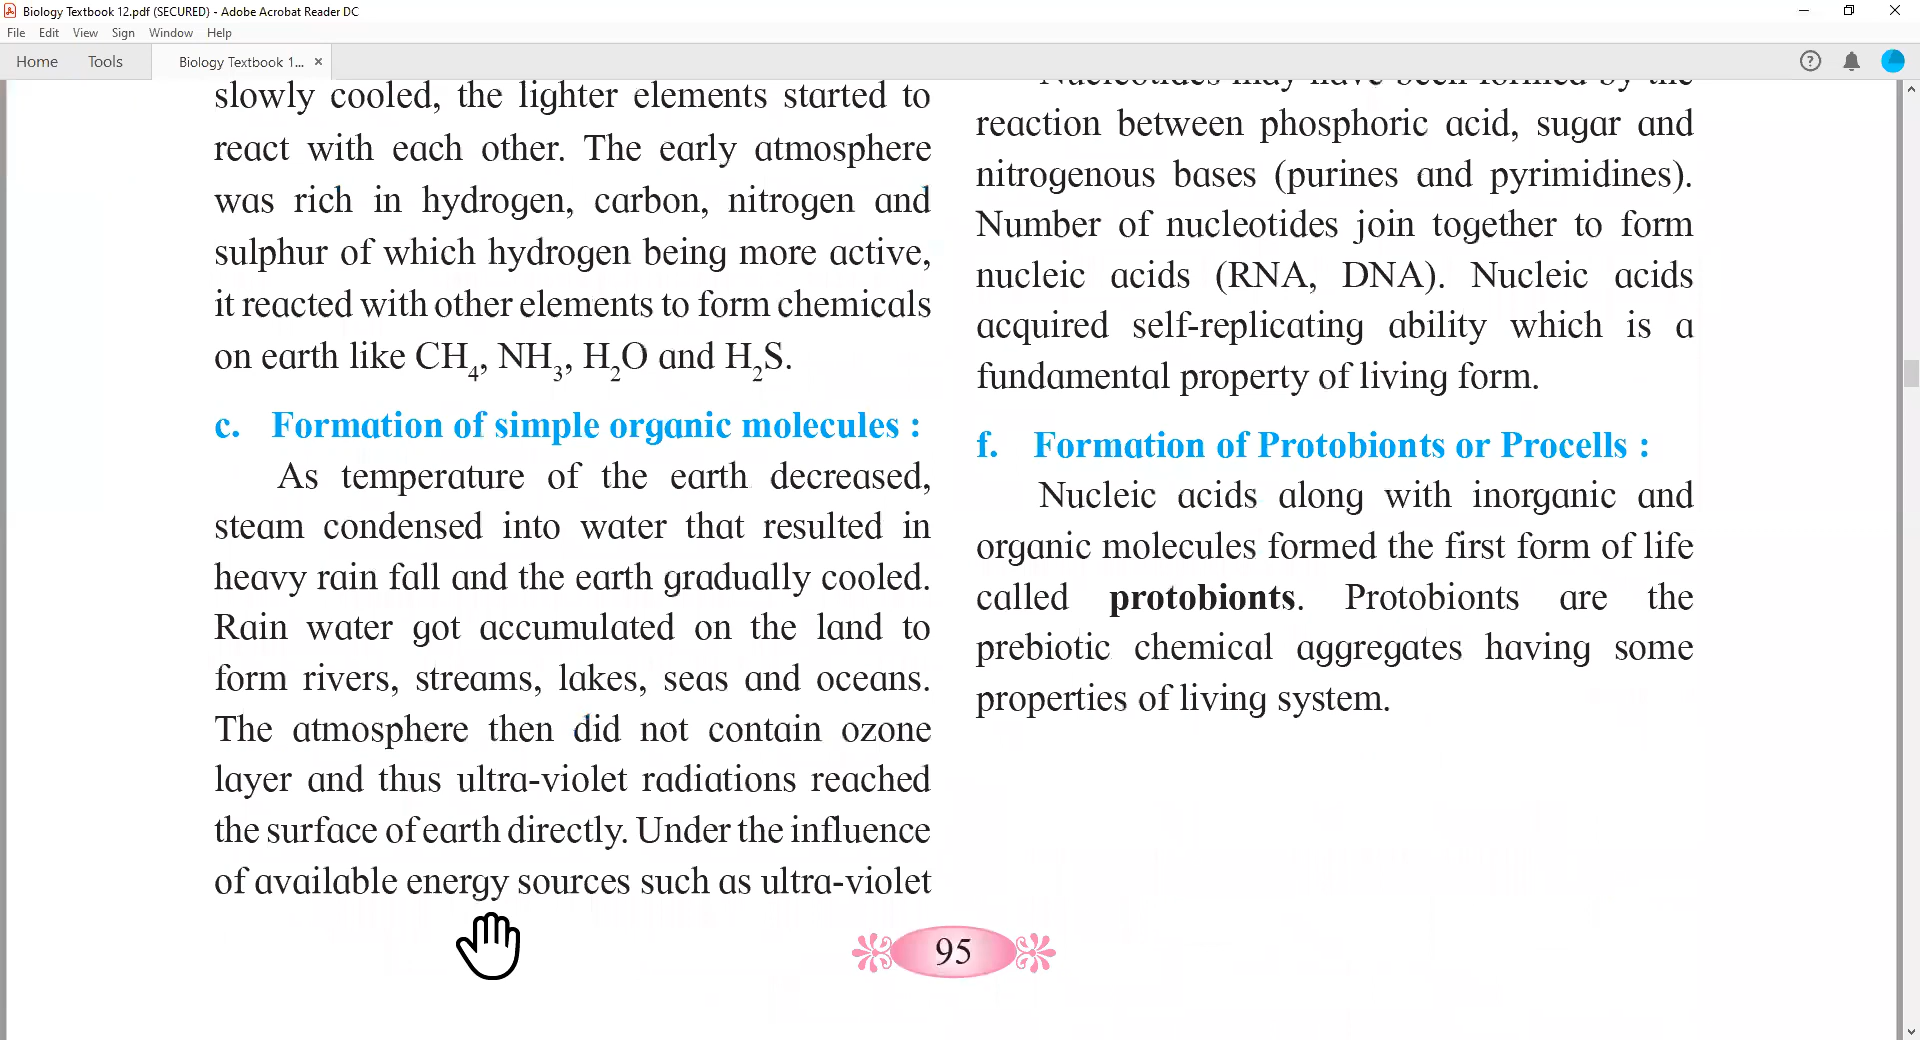 Biology Textbook 12.pdf (SECURED) - Adobe Acrobat Reader DC
File Edit View Sign Window Help
Home Tools Biology Textbook 1... ×
slowly cooled, the lighter elements started to
react with each other. The early atmosphere
was rich in hydrogen, carbon, nitrogen and
sulphur of which hydrogen being more active,
it reacted with other elements to form chemicals
on earth like CH₄, NH₃, H₂O and H₂S.
c. Formation of simple organic molecules :
As temperature of the earth decreased,
steam condensed into water that resulted in
heavy rain fall and the earth gradually cooled.
Rain water got accumulated on the land to
form rivers, streams, lakes, seas and oceans.
The atmosphere then did not contain ozone
layer and thus ultra-violet radiations reached
the surface of earth directly. Under the influence
of available energy sources such as ultra-violet
Nucleotides may have been formed by the
reaction between phosphoric acid, sugar and
nitrogenous bases (purines and pyrimidines).
Number of nucleotides join together to form
nucleic acids (RNA, DNA). Nucleic acids
acquired self-replicating ability which is a
fundamental property of living form.
f. Formation of Protobionts or Procells :
Nucleic acids along with inorganic and
organic molecules formed the first form of life
called protobionts. Protobionts are the
prebiotic chemical aggregates having some
properties of living system.
95